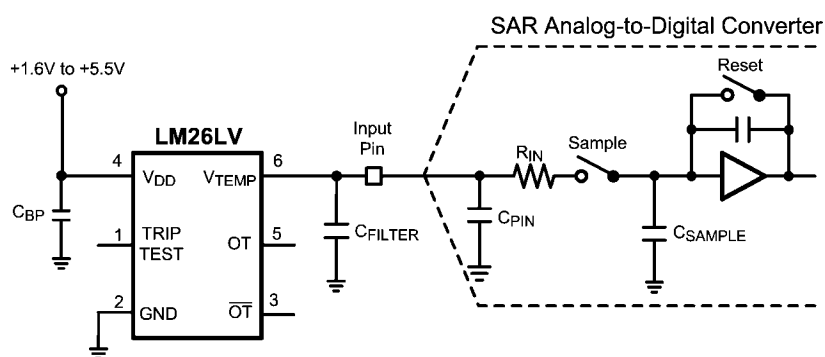 SAR Analog-to-Digital Converter
+1.6V to +5.5V
Reset
LM26LV
Input
Pin
RIN
Sample
4
VDD
VTEMP
6
CBP
CFILTER
CPIN
CSAMPLE
1
TRIP
TEST
OT
5
2
GND
OT
3